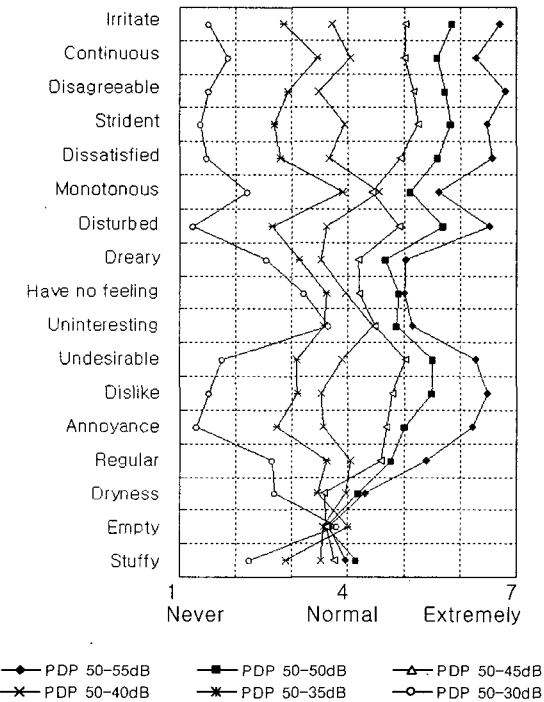 Irritate
Continuous
Disagreeable
Strident
Dissatisfied
Monotonous
Disturbed
Dreary
Have no feeling
Uninteresting
Undesirable
Dislike
Annoyance
Regular
Dryness
Empty
Stuffy
1 4 7
Never Normal Extremely
PDP 50-55dB PDP 50-50dB PDP 50-45dB
PDP 50-40dB PDP 50-35dB PDP 50-30dB